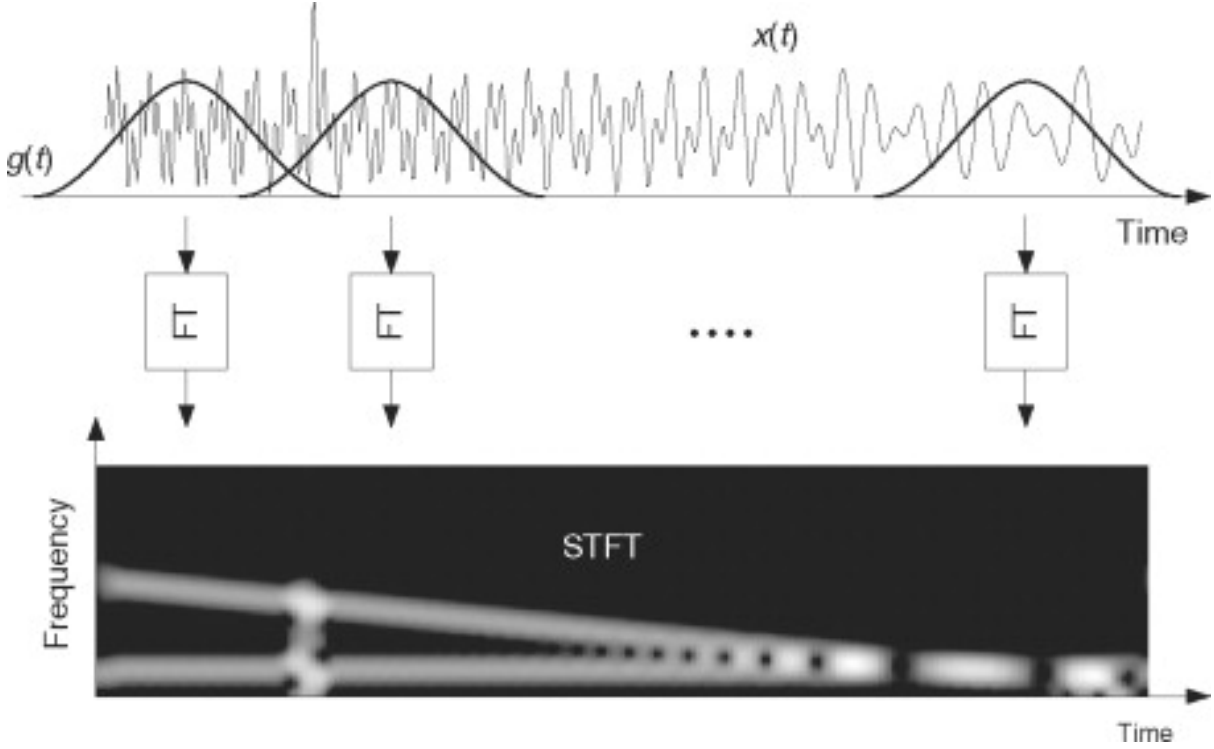 x(t)
g(t)
Time
FT
FT
....
FT
Frequency
STFT
Time